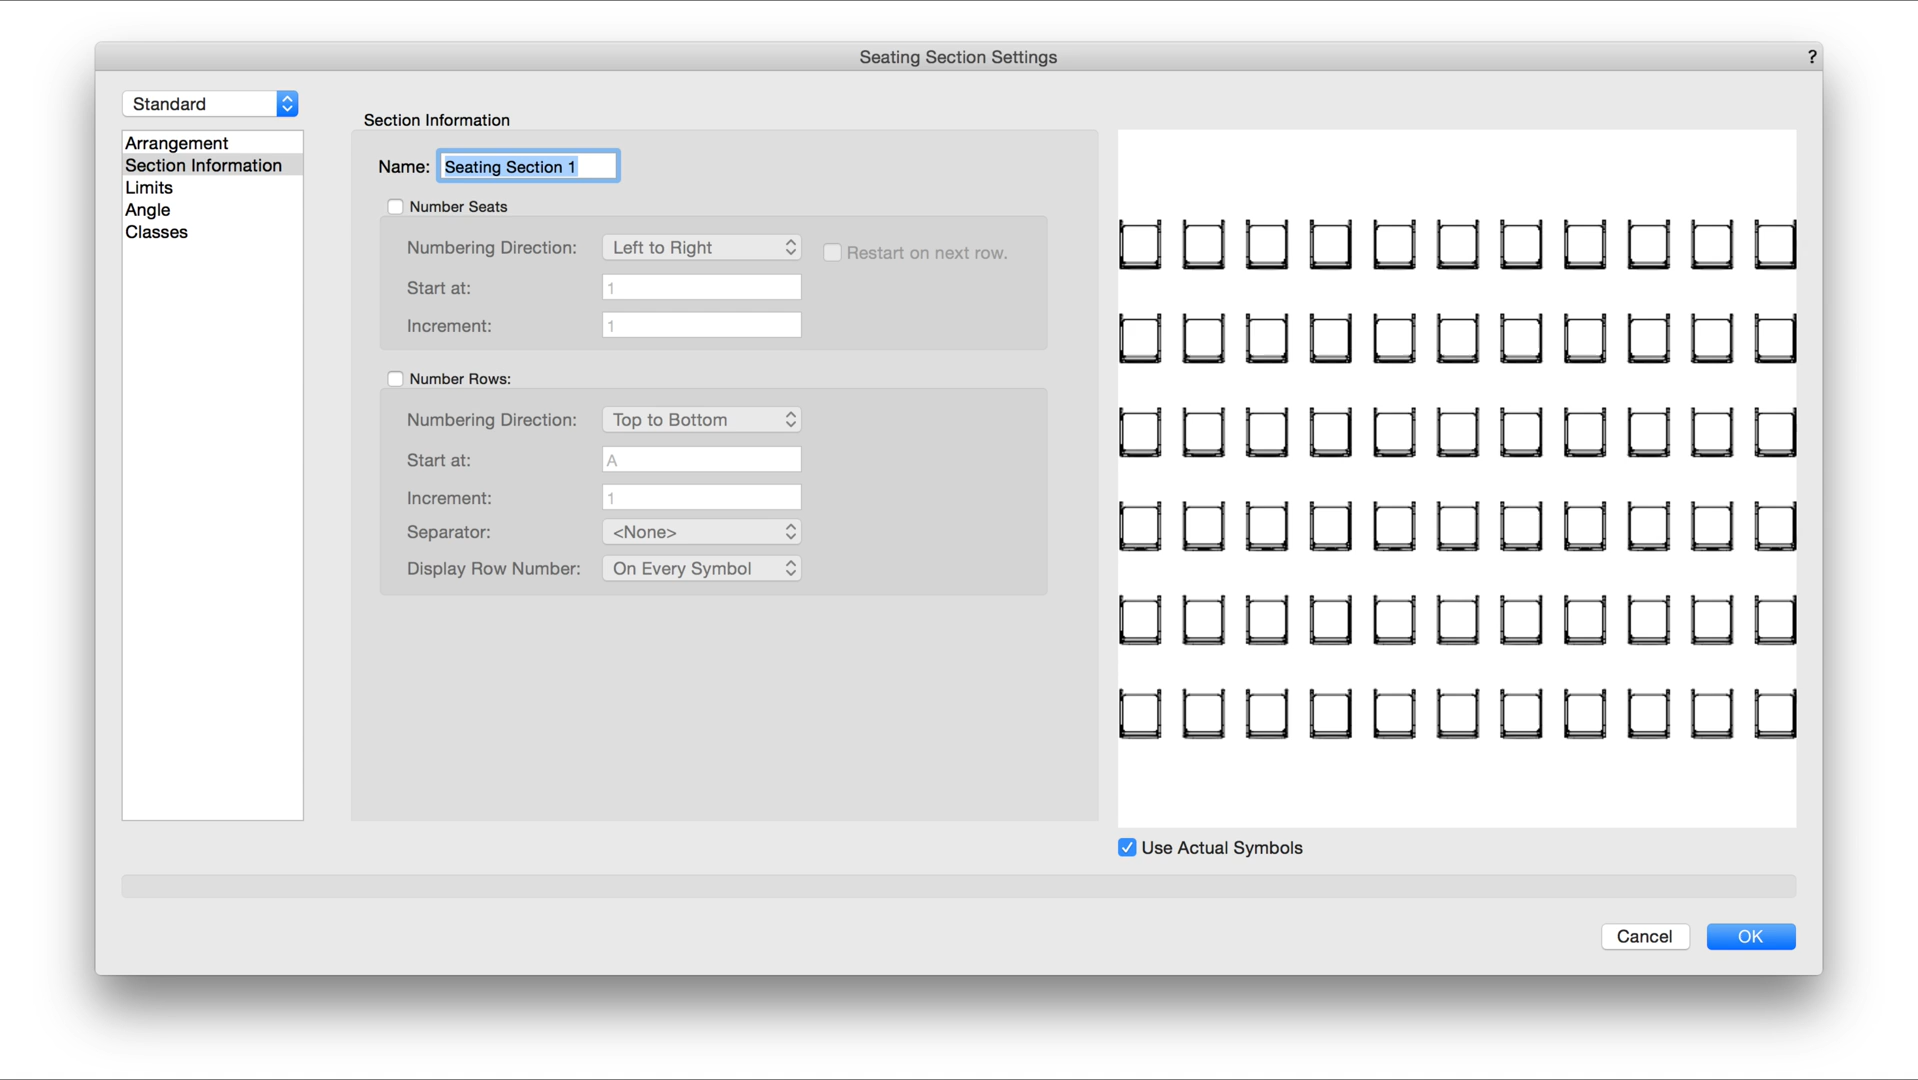 Seating Section Settings
?
Standard
Arrangement
Section Information
Limits
Angle
Classes
Section Information
Name: Seating Section 1
Number Seats
Numbering Direction: Left to Right
Restart on next row.
Start at: 1
Increment: 1
Number Rows:
Numbering Direction: Top to Bottom
Start at: A
Increment: 1
Separator: <None>
Display Row Number: On Every Symbol
Use Actual Symbols
Cancel
OK